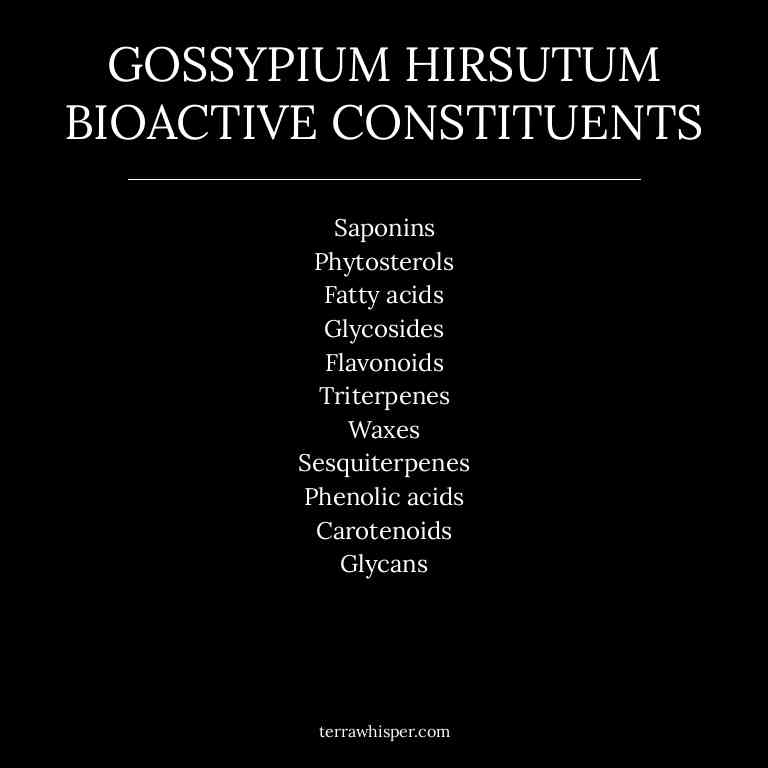 GOSSYPIUM HIRSUTUM
BIOACTIVE CONSTITUENTS
Saponins
Phytosterols
Fatty acids
Glycosides
Flavonoids
Triterpenes
Waxes
Sesquiterpenes
Phenolic acids
Carotenoids
Glycans
terrawhisper.com